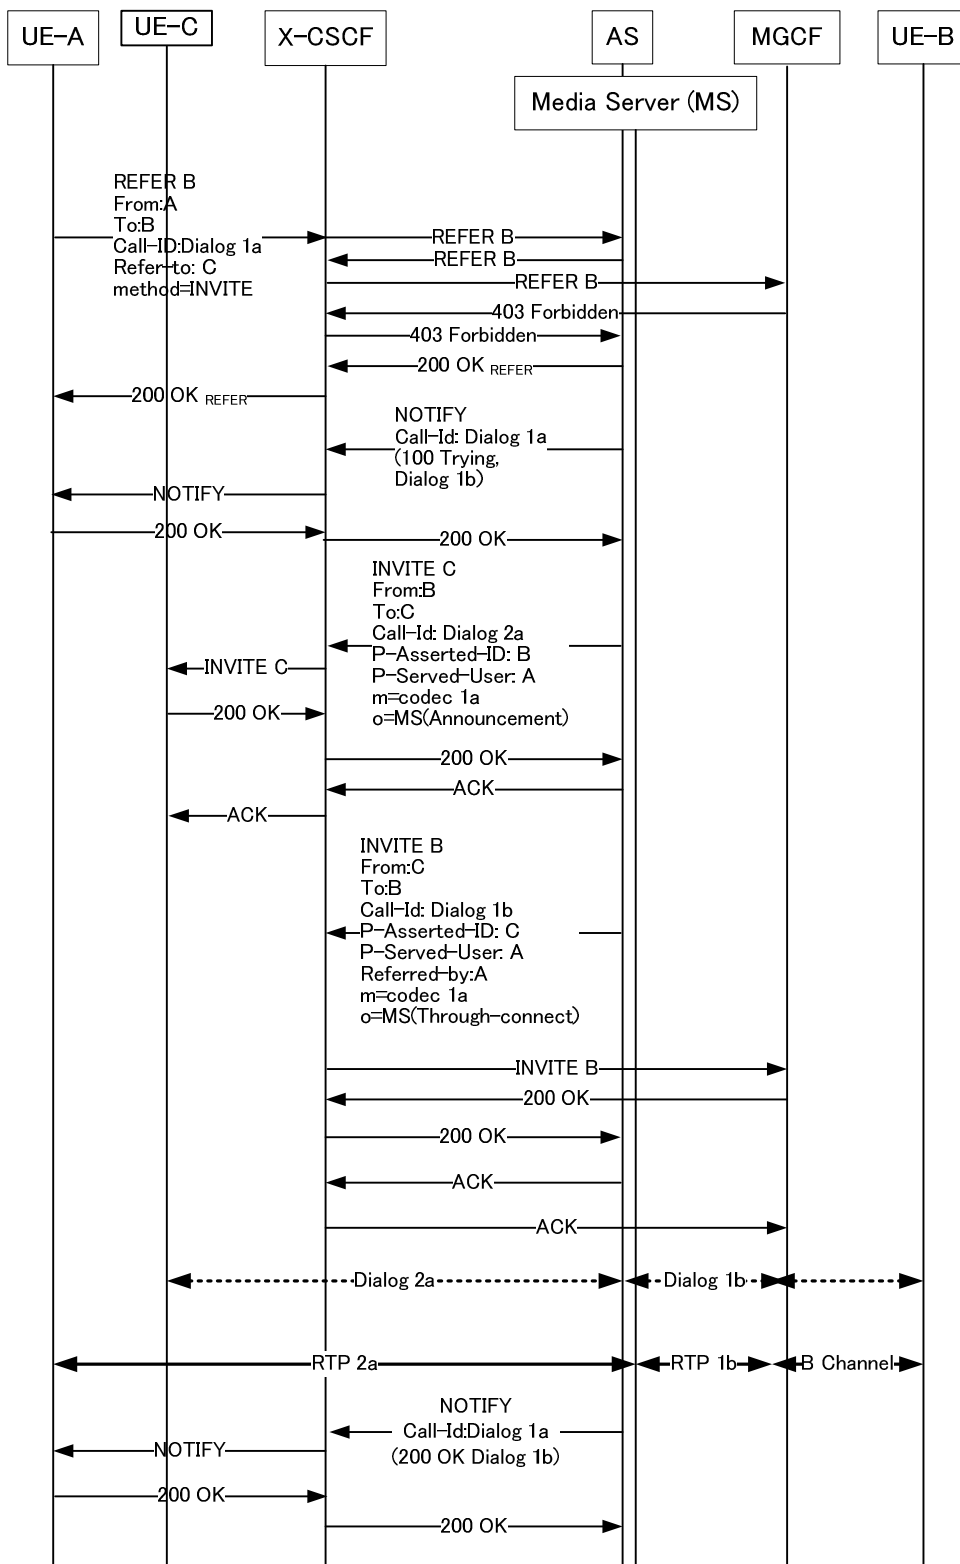 UE-A
UE-C
X-CSCF
AS
MGCF
UE-B
Media Server (MS)
REFER B
From:A
To:B
Call-ID:Dialog 1a
Refer-to: C
method=INVITE
REFER B
REFER B
REFER B
403 Forbidden
403 Forbidden
200 OK REFER
200 OK REFER
NOTIFY
Call-Id: Dialog 1a
(100 Trying,
Dialog 1b)
NOTIFY
200 OK
200 OK
INVITE C
From:B
To:C
Call-Id: Dialog 2a
P-Asserted-ID: B
P-Served-User: A
m=codec 1a
o=MS(Announcement)
INVITE C
200 OK
200 OK
ACK
ACK
INVITE B
From:C
To:B
Call-Id: Dialog 1b
P-Asserted-ID: C
P-Served-User: A
Referred-by:A
m=codec 1a
o=MS(Through-connect)
INVITE B
200 OK
200 OK
ACK
ACK
Dialog 2a
Dialog 1b
RTP 2a
RTP 1b
B Channel
NOTIFY
Call-Id:Dialog 1a
(200 OK Dialog 1b)
NOTIFY
200 OK
200 OK